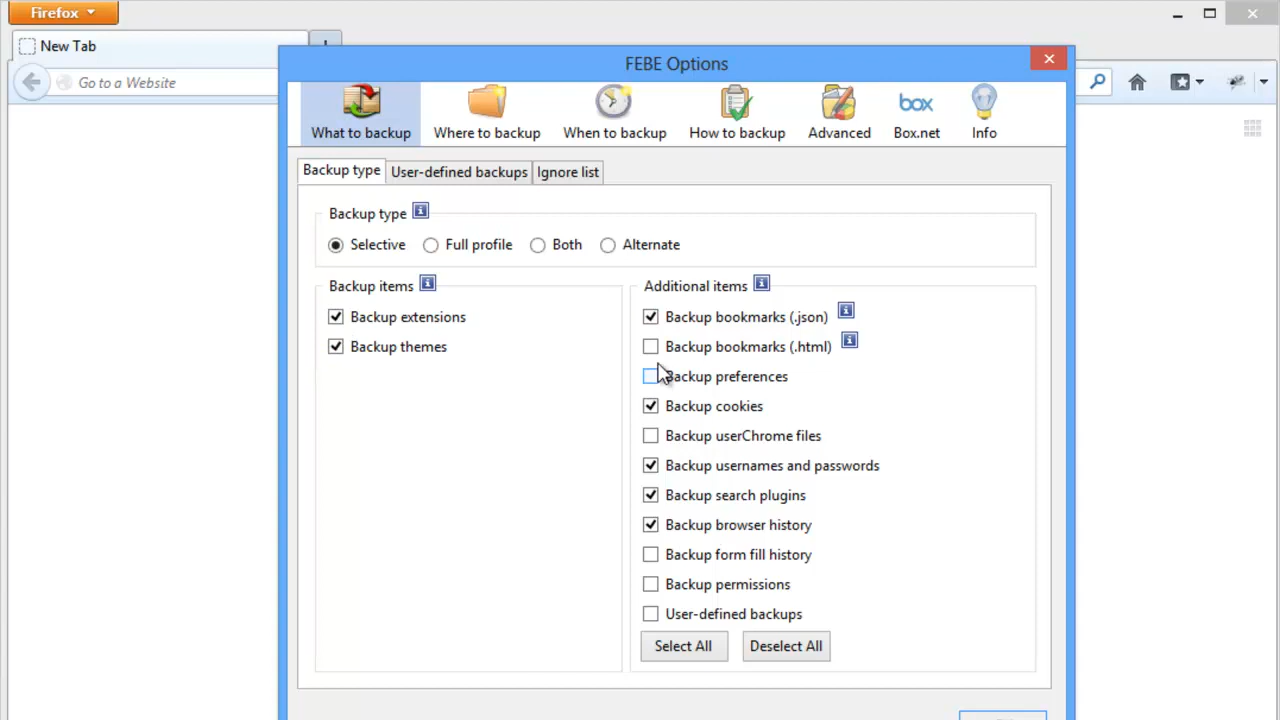 Firefox
New Tab
FEBE Options
Go to a Website
What to backup
Where to backup
When to backup
How to backup
Advanced
Box.net
Info
Backup type
User-defined backups
Ignore list
Backup type
Selective
Full profile
Both
Alternate
Backup items
Backup extensions
Backup themes
Additional items
Backup bookmarks (.json)
Backup bookmarks (.html)
Backup preferences
Backup cookies
Backup userChrome files
Backup usernames and passwords
Backup search plugins
Backup browser history
Backup form fill history
Backup permissions
User-defined backups
Select All
Deselect All